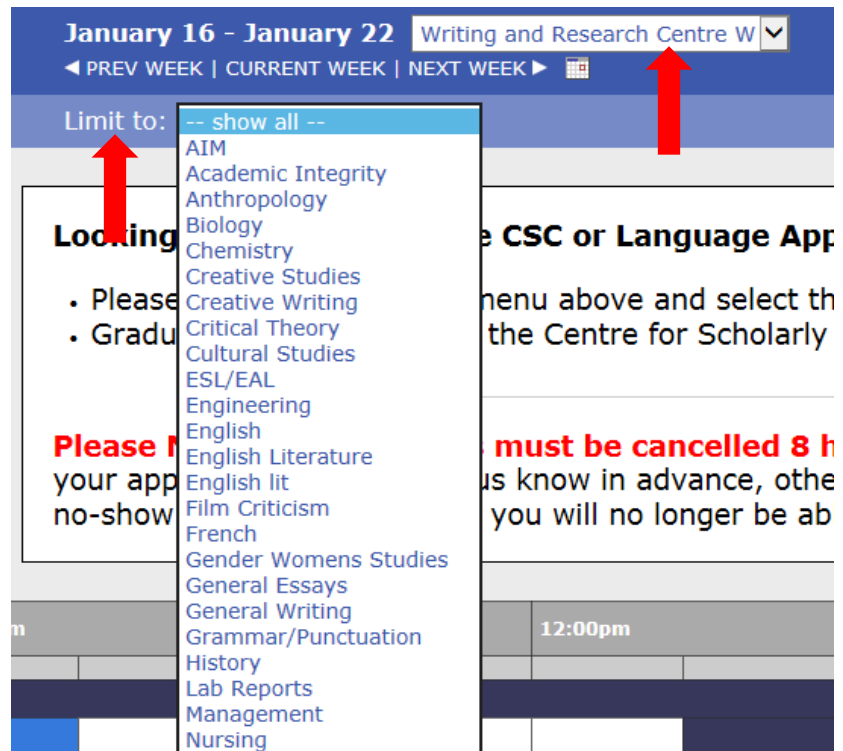 January 16 - January 22 Writing and Research Centre W
PREV WEEK | CURRENT WEEK | NEXT WEEK
Limit to: -- show all --
AIM
Academic Integrity
Anthropology
Biology
Chemistry
Creative Studies
Creative Writing
Critical Theory
Cultural Studies
ESL/EAL
Engineering
English
English Literature
English lit
Film Criticism
French
Gender Womens Studies
General Essays
General Writing
Grammar/Punctuation
History
Lab Reports
Management
Nursing
Looking e CSC or Language App
• Please menu above and select th
• Gradu the Centre for Scholarly
Please must be cancelled 8 h
your app us know in advance, othe
no-show you will no longer be ab
m 12:00pm